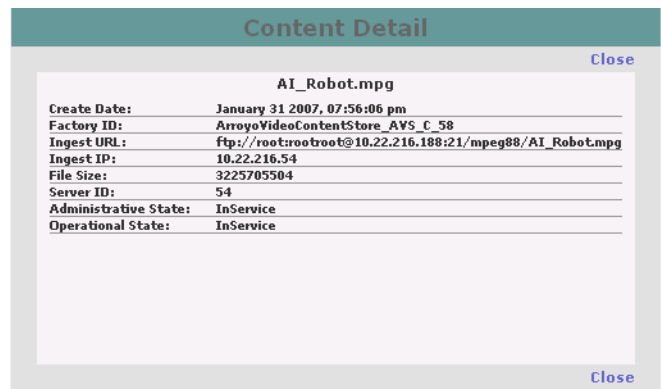 Content Detail
Close
AI_Robot.mpg
Create Date: January 31 2007, 07:56:06 pm
Factory ID: ArroyoVideoContentStore_AVS_C_58
Ingest URL: ftp://root:rootroot@10.22.216.188:21/mpeg88/AI_Robot.mpg
Ingest IP: 10.22.216.54
File Size: 3225705504
Server ID: 54
Administrative State: InService
Operational State: InService
Close